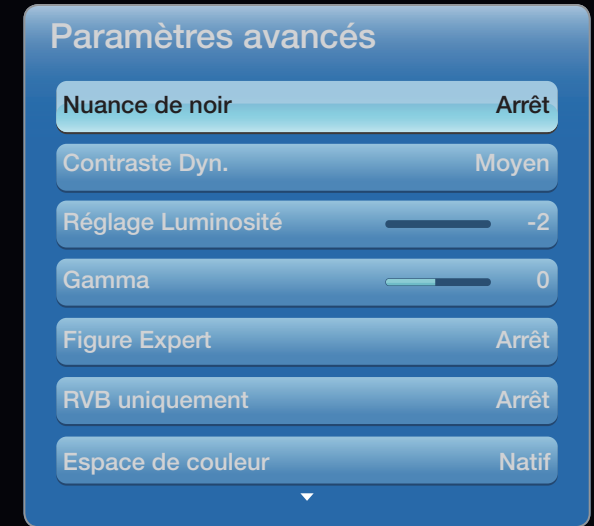 Paramètres avancés
Nuance de noir Arrêt
Contraste Dyn. Moyen
Réglage Luminosité -2
Gamma 0
Figure Expert Arrêt
RVB uniquement Arrêt
Espace de couleur Natif